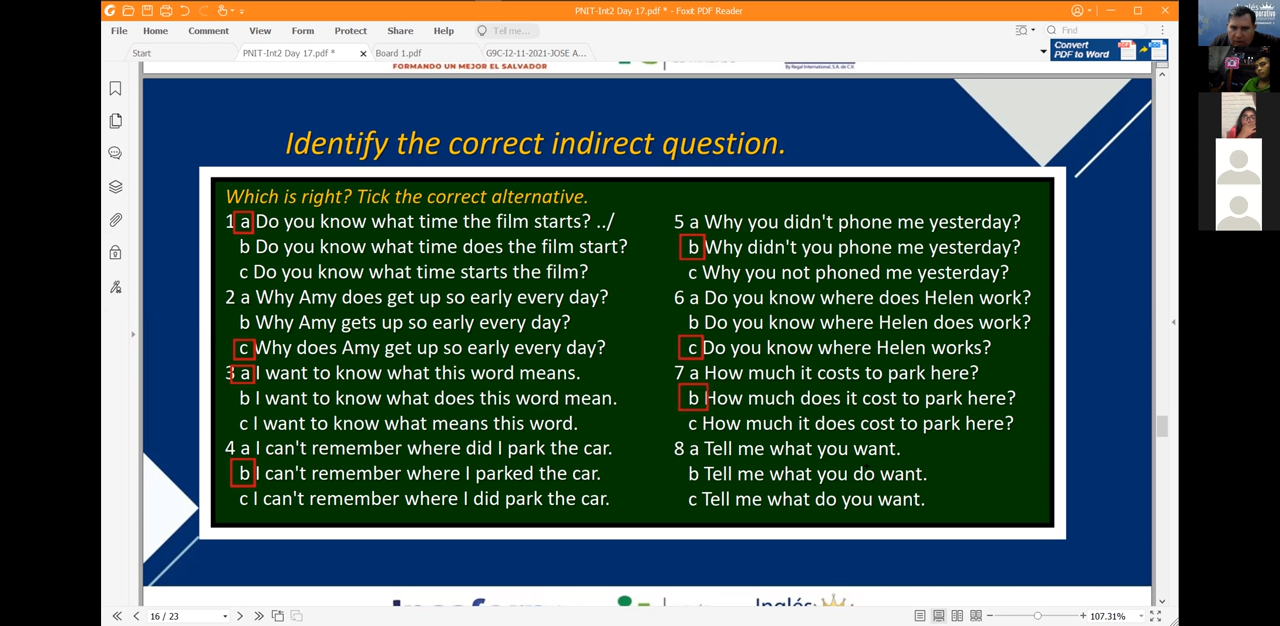 PNIT-Int2 Day 17.pdf * - Foxit PDF Reader
File Home Comment View Form Protect Share Help Tell me... Find
Start PNIT-Int2 Day 17.pdf * Board 1.pdf G9C-I2-11-2021-JOSE A...
Convert
PDF to Word
FORMANDO UN MEJOR EL SALVADOR
By Regal International, S.A. de C.V.
Identify the correct indirect question.
Which is right? Tick the correct alternative.
1 a Do you know what time the film starts? ../
b Do you know what time does the film start?
c Do you know what time starts the film?
2 a Why Amy does get up so early every day?
b Why Amy gets up so early every day?
c Why does Amy get up so early every day?
3 a I want to know what this word means.
b I want to know what does this word mean.
c I want to know what means this word.
4 a I can't remember where did I park the car.
b I can't remember where I parked the car.
c I can't remember where I did park the car.
5 a Why you didn't phone me yesterday?
b Why didn't you phone me yesterday?
c Why you not phoned me yesterday?
6 a Do you know where does Helen work?
b Do you know where Helen does work?
c Do you know where Helen works?
7 a How much it costs to park here?
b How much does it cost to park here?
c How much it does cost to park here?
8 a Tell me what you want.
b Tell me what you do want.
c Tell me what do you want.
Inglés
16 / 23
107.31%